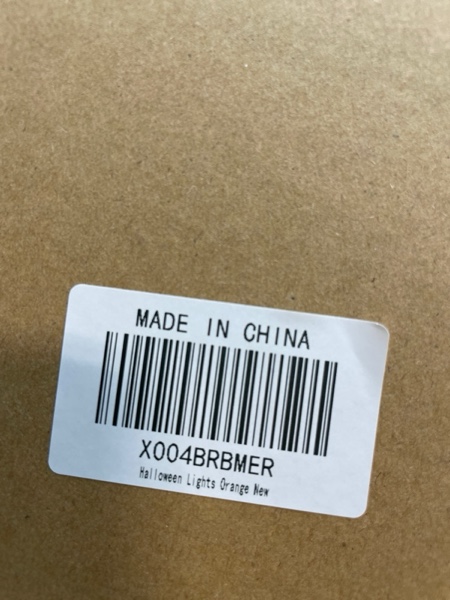 MADE IN CHINA
X004BRBMER
Halloween Lights Orange New